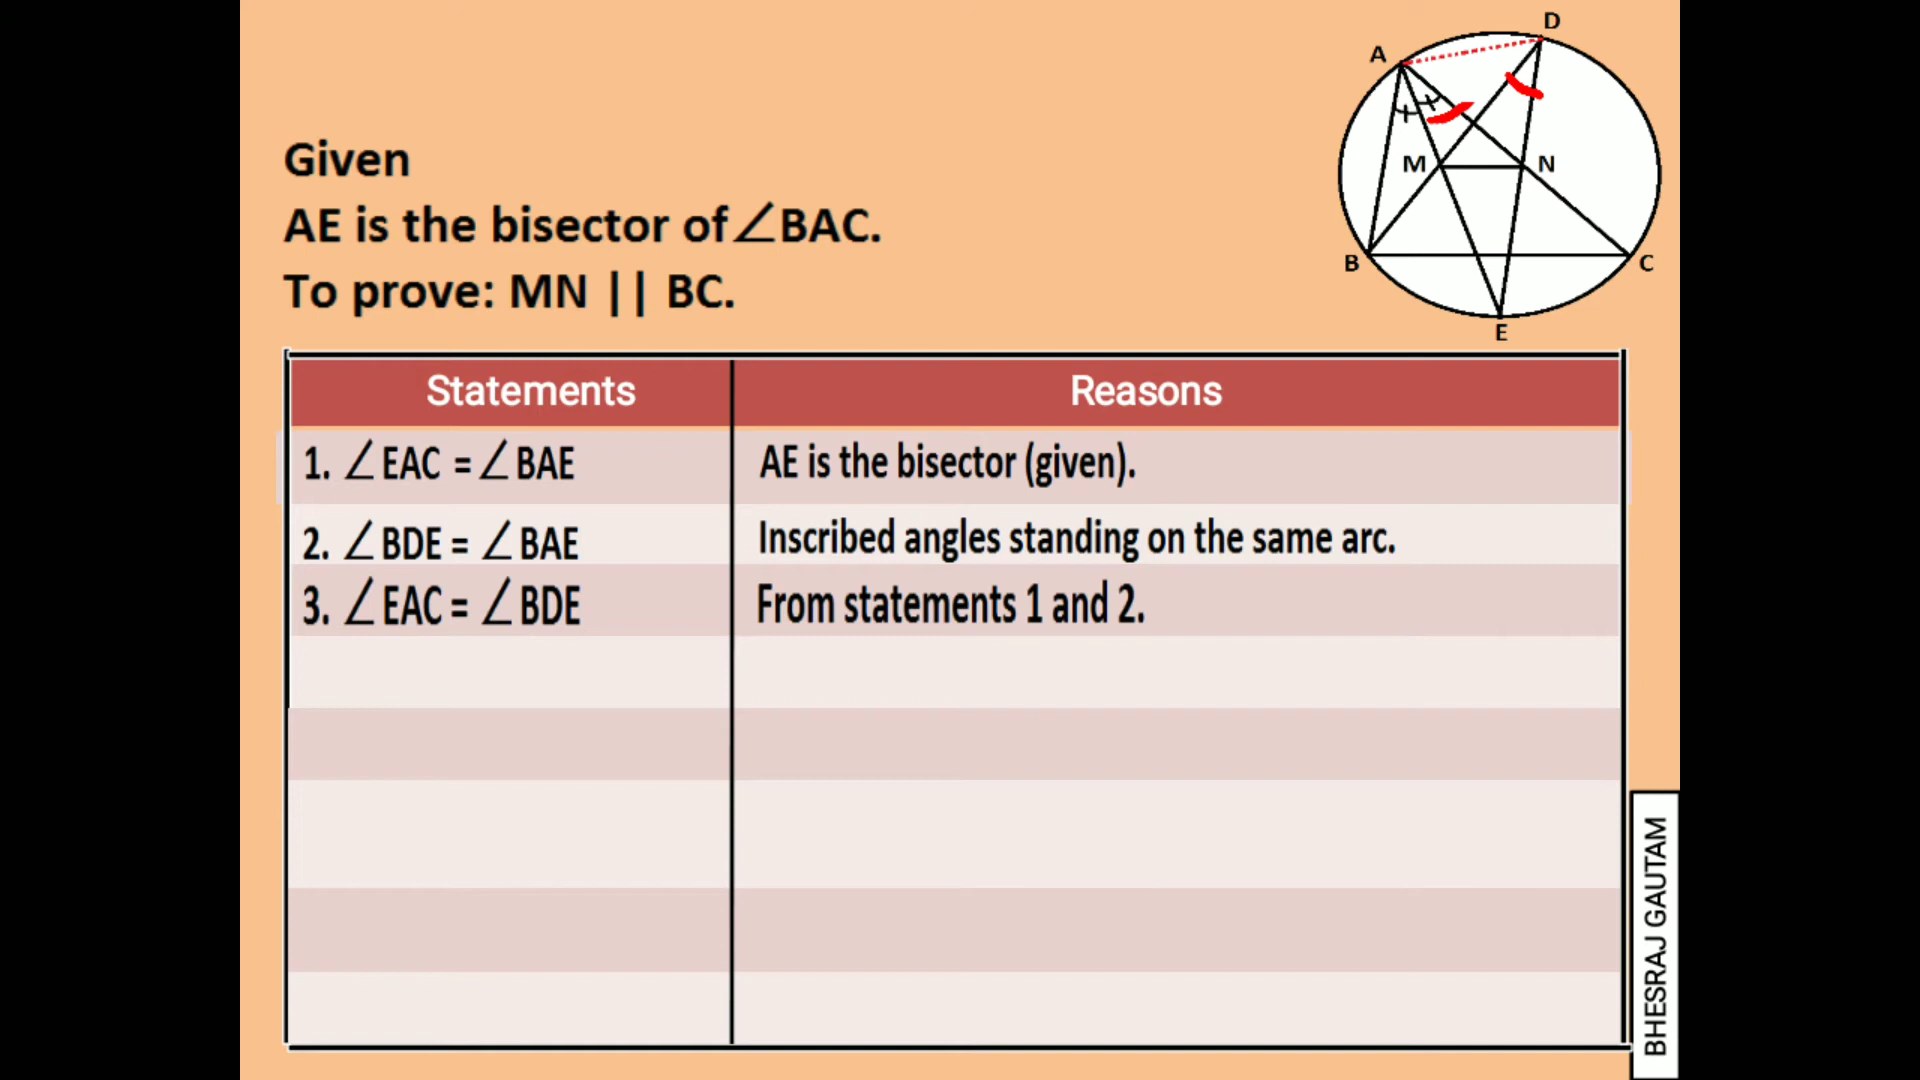 D
A
M N
B C
E
Given
AE is the bisector of∠BAC.
To prove: MN || BC.
Statements Reasons
1. ∠EAC = ∠BAE AE is the bisector (given).
2. ∠BDE = ∠BAE Inscribed angles standing on the same arc.
3. ∠EAC = ∠BDE From statements 1 and 2.
BHESRAJ GAUTAM